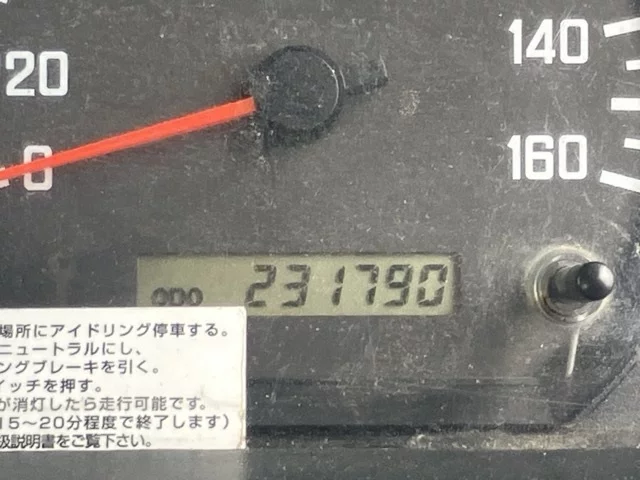 140
20
160
0
ODO 231790
場所にアイドリング停車する。
ニュートラルにし、
ングブレーキを引く。
イッチを押す。
が消灯したら走行可能です。
15～20分程度で終了します)
扱説明書をご覧下さい。